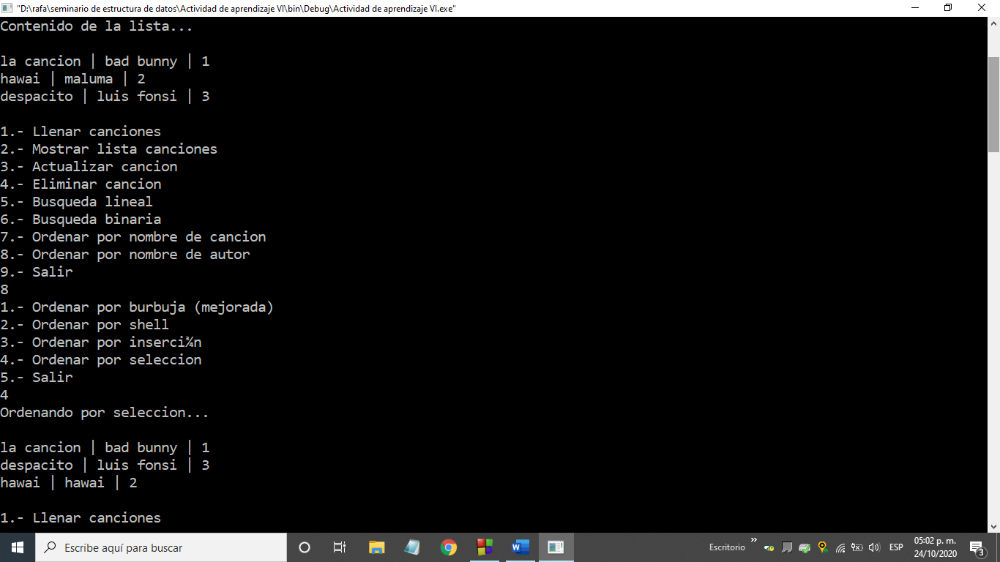 "D:\rafa\seminario de estructura de datos\Actividad de aprendizaje VI\bin\Debug\Actividad de aprendizaje VI.exe"
Contenido de la lista...
la cancion | bad bunny | 1
hawai | maluma | 2
despacito | luis fonsi | 3
1.- Llenar canciones
2.- Mostrar lista canciones
3.- Actualizar cancion
4.- Eliminar cancion
5.- Busqueda lineal
6.- Busqueda binaria
7.- Ordenar por nombre de cancion
8.- Ordenar por nombre de autor
9.- Salir
8
1.- Ordenar por burbuja (mejorada)
2.- Ordenar por shell
3.- Ordenar por inserci¾n
4.- Ordenar por seleccion
5.- Salir
4
Ordenando por seleccion...
la cancion | bad bunny | 1
despacito | luis fonsi | 3
hawai | hawai | 2
1.- Llenar canciones
Escribe aquí para buscar
Escritorio
»
ESP
05:02 p. m.
24/10/2020
3